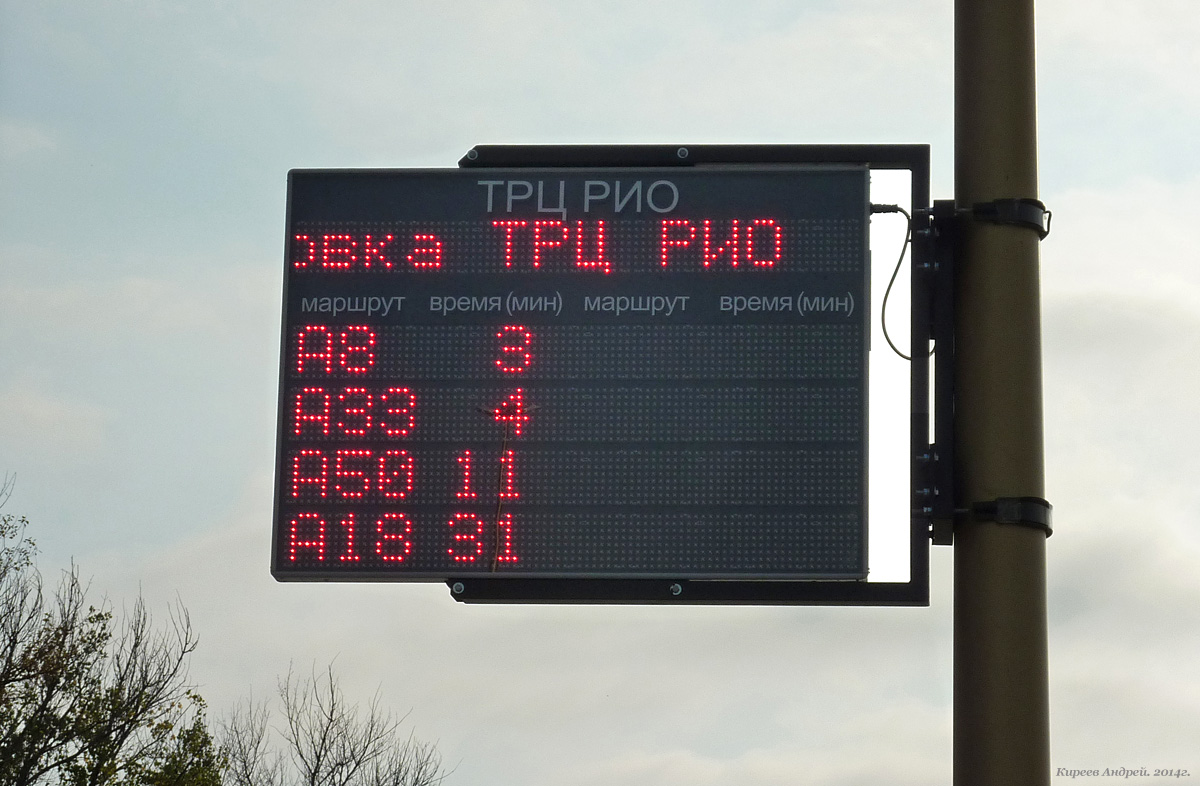 ТРЦ РИО
овка ТРЦ РИО
маршрут время (мин) маршрут время (мин)
А8 3
А33 4
А50 11
А18 31
Киреев Андрей. 2014г.